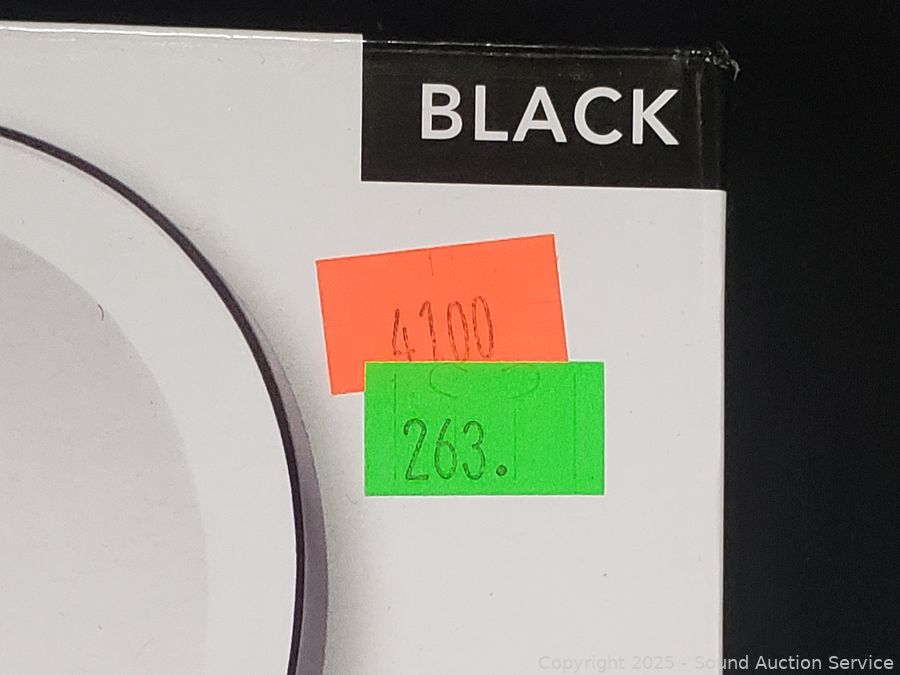 BLACK
4100
263.
Copyright 2025 - Sound Auction Service